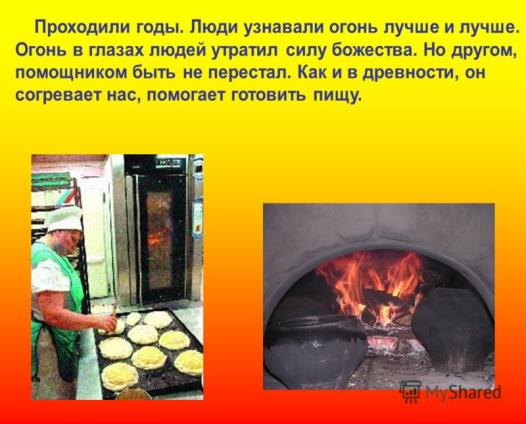 Проходили годы. Люди узнавали огонь лучше и лучше.
Огонь в глазах людей утратил силу божества. Но другом,
помощником быть не перестал. Как и в древности, он
согревает нас, помогает готовить пищу.
MyShared